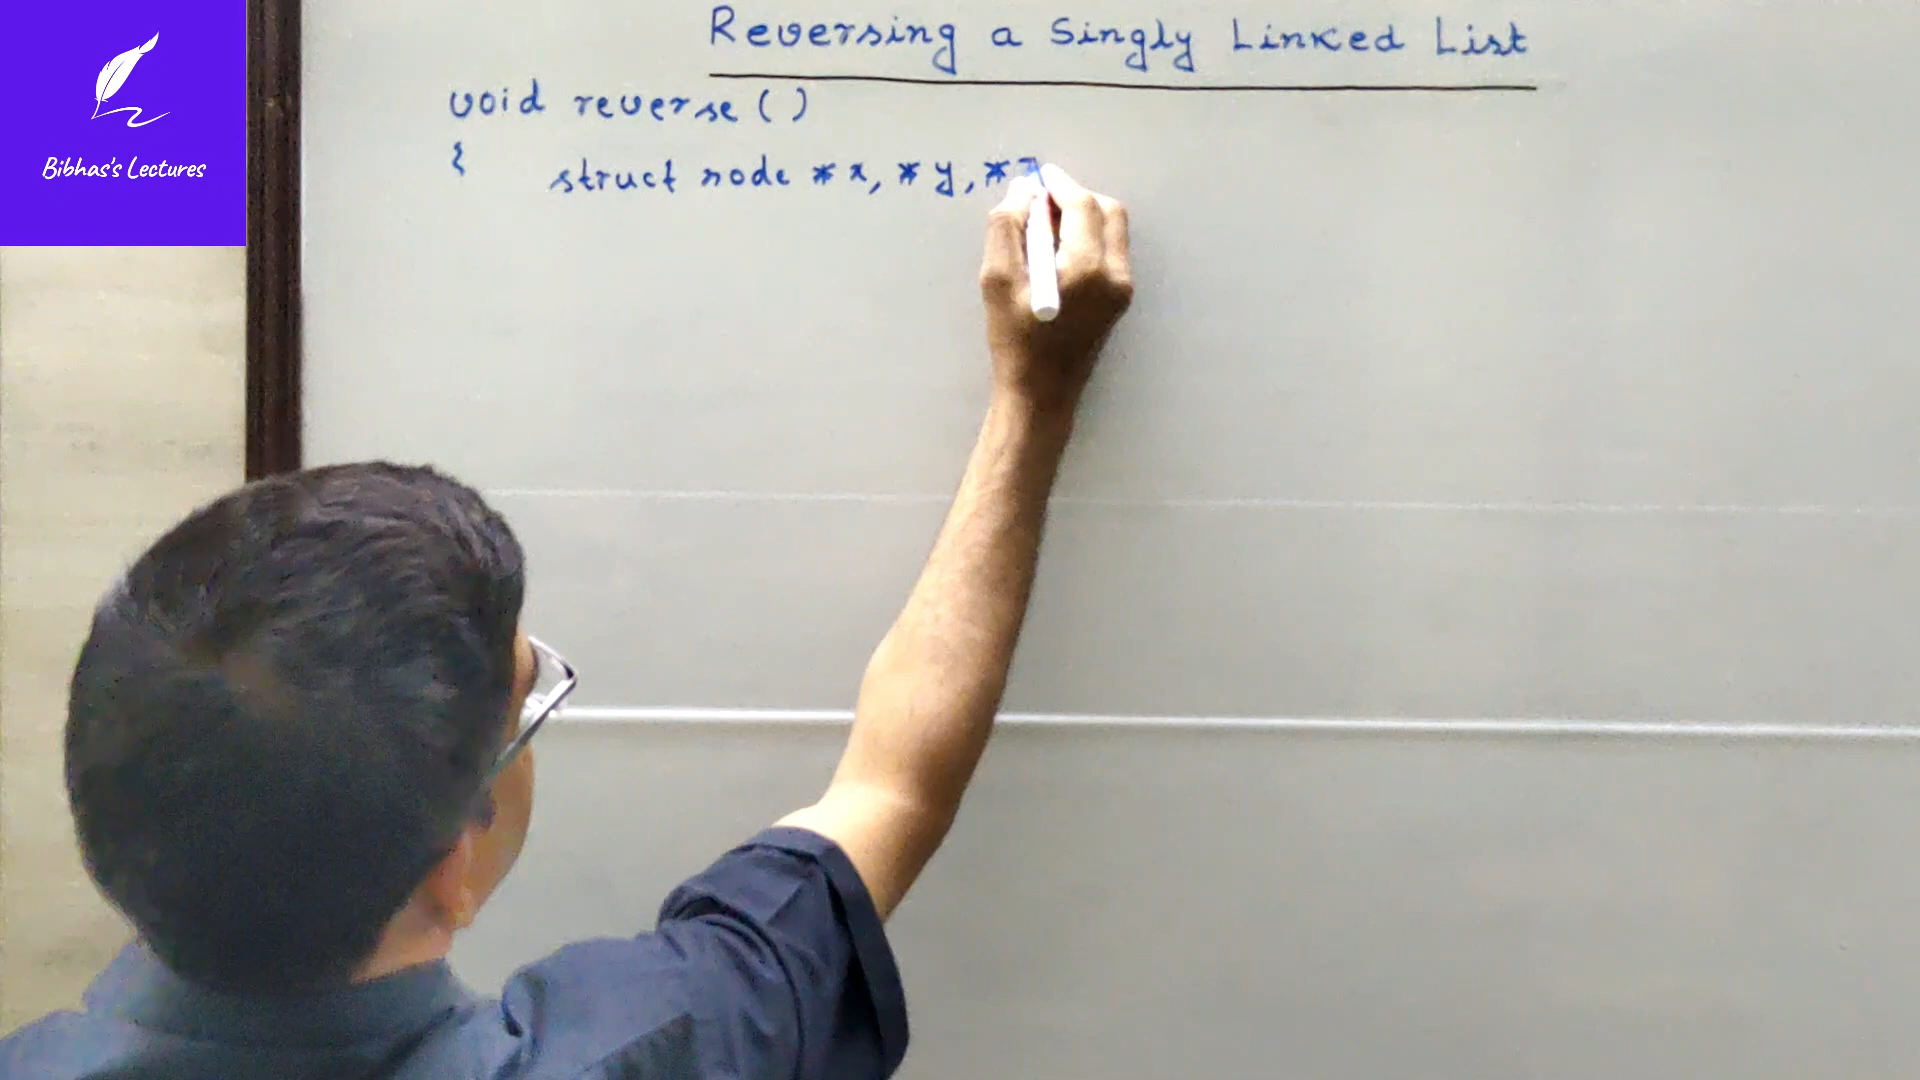 Bibhas's Lectures
Reversing a Singly Linked List
void reverse ( )
{ struct node * x, * y, *